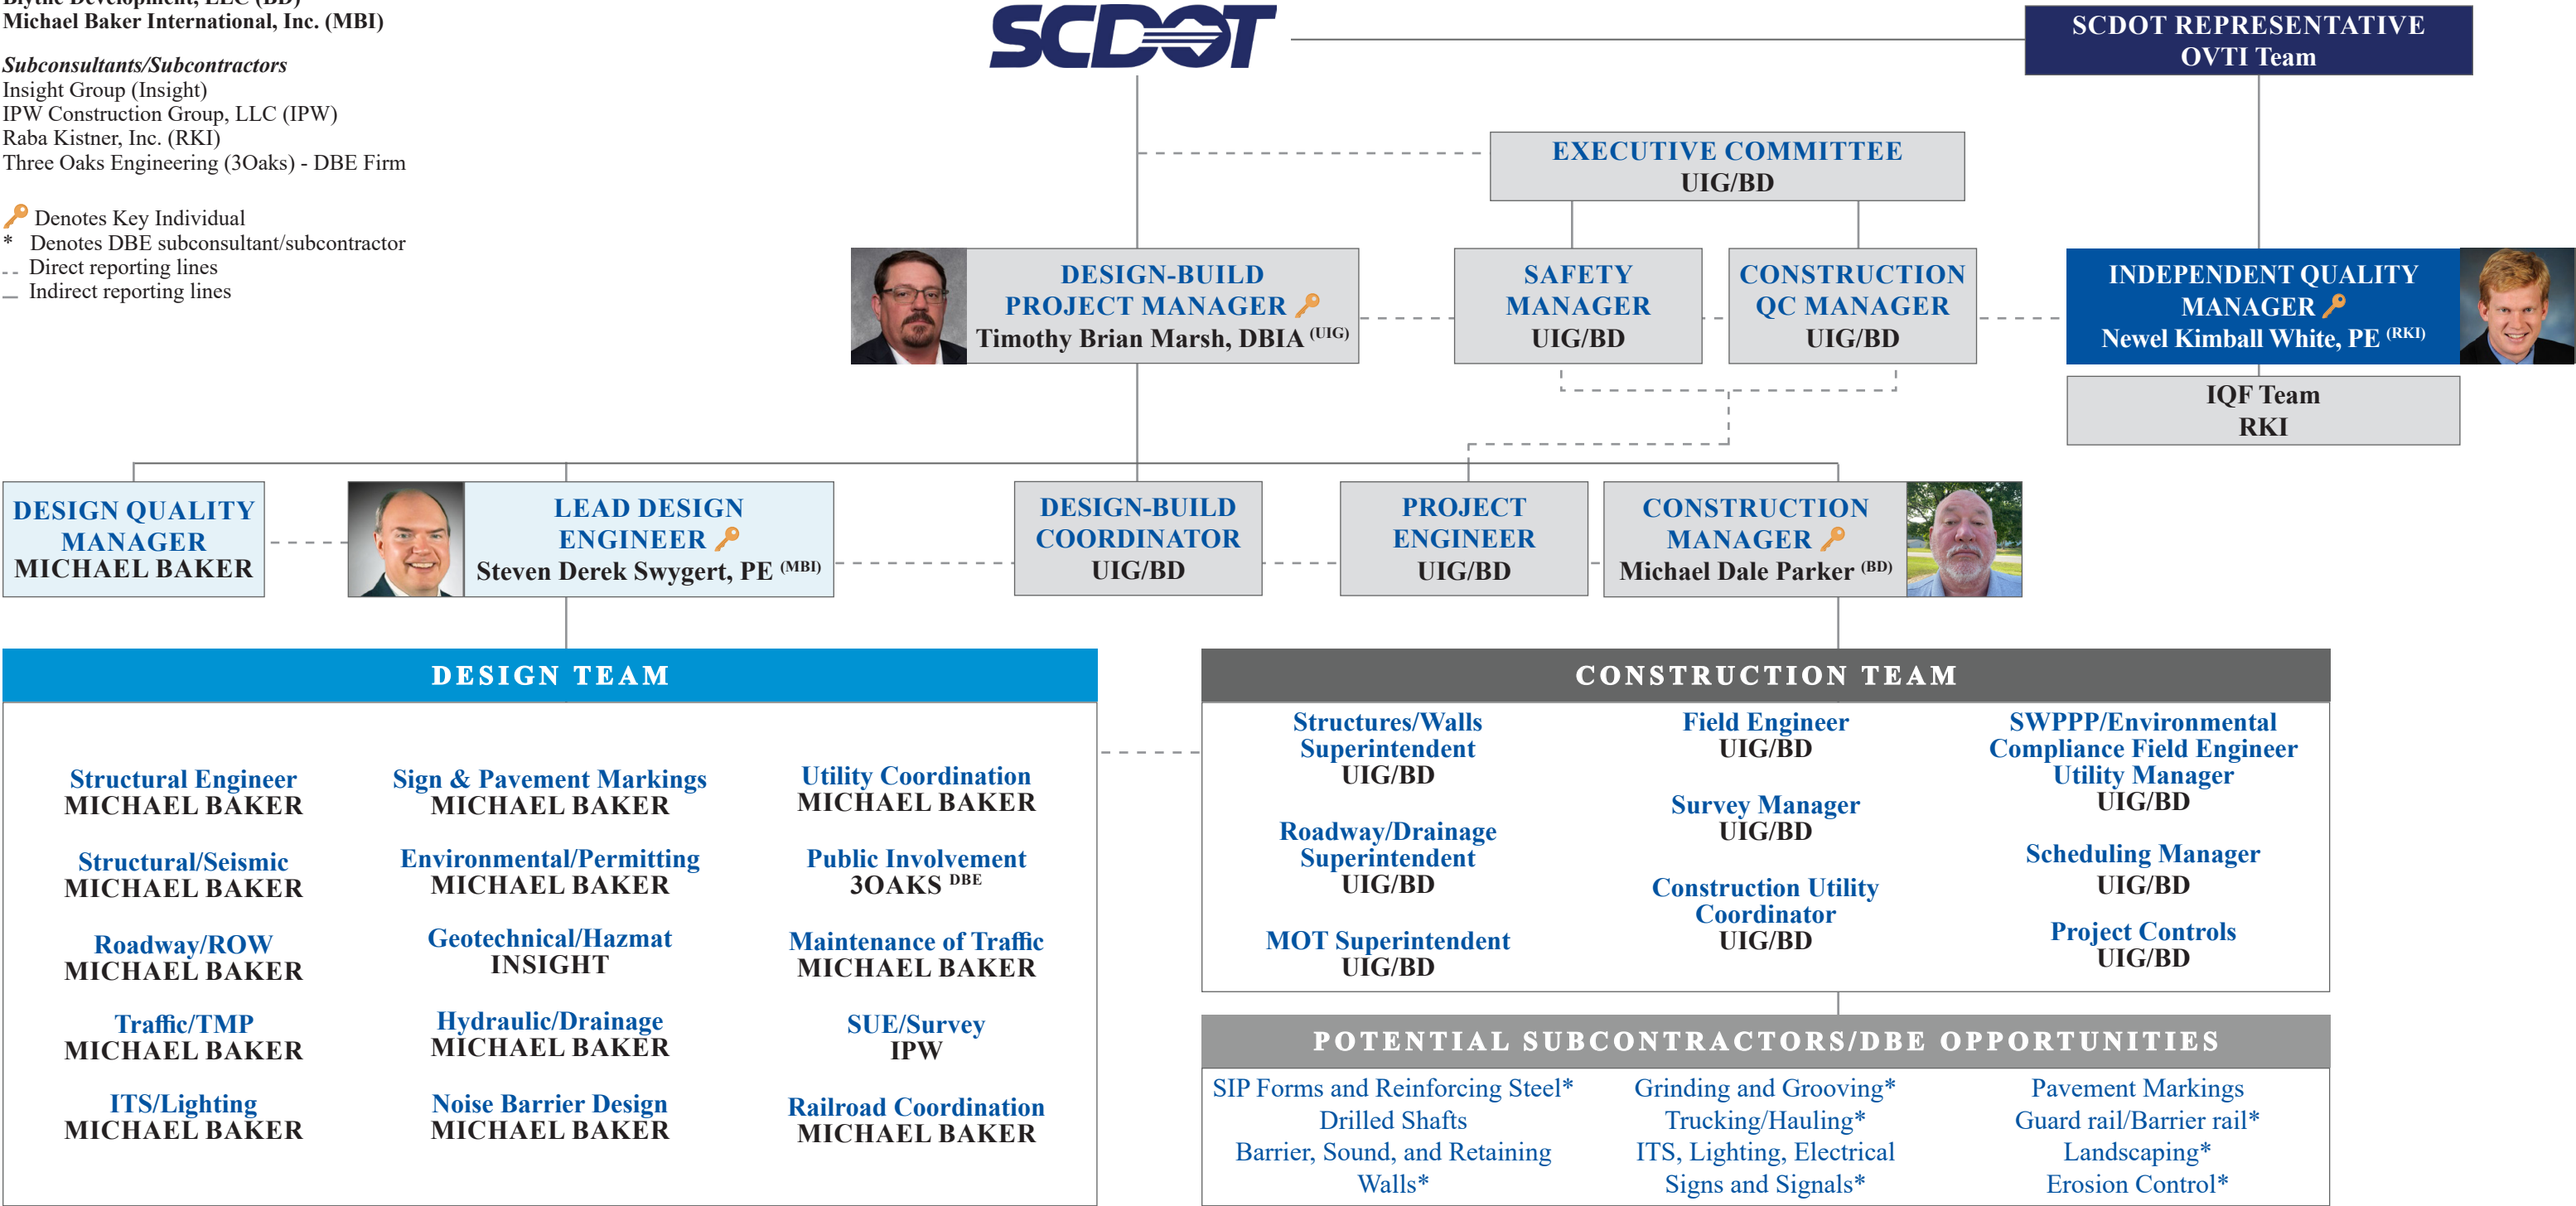 Blythe Development, LLC (BD)
Michael Baker International, Inc. (MBI)
Subconsultants/Subcontractors
Insight Group (Insight)
IPW Construction Group, LLC (IPW)
Raba Kistner, Inc. (RKI)
Three Oaks Engineering (3Oaks) - DBE Firm
Denotes Key Individual
* Denotes DBE subconsultant/subcontractor
-- Direct reporting lines
— Indirect reporting lines
SCDOT
SCDOT REPRESENTATIVE
OVTI Team
EXECUTIVE COMMITTEE
UIG/BD
DESIGN-BUILD
PROJECT MANAGER
Timothy Brian Marsh, DBIA (UIG)
SAFETY
MANAGER
UIG/BD
CONSTRUCTION
QC MANAGER
UIG/BD
INDEPENDENT QUALITY
MANAGER
Newel Kimball White, PE (RKI)
IQF Team
RKI
DESIGN QUALITY
MANAGER
MICHAEL BAKER
LEAD DESIGN
ENGINEER
Steven Derek Swygert, PE (MBI)
DESIGN-BUILD
COORDINATOR
UIG/BD
PROJECT
ENGINEER
UIG/BD
CONSTRUCTION
MANAGER
Michael Dale Parker (BD)
DESIGN TEAM
Structural Engineer
MICHAEL BAKER
Structural/Seismic
MICHAEL BAKER
Roadway/ROW
MICHAEL BAKER
Traffic/TMP
MICHAEL BAKER
ITS/Lighting
MICHAEL BAKER
Sign & Pavement Markings
MICHAEL BAKER
Environmental/Permitting
MICHAEL BAKER
Geotechnical/Hazmat
INSIGHT
Hydraulic/Drainage
MICHAEL BAKER
Noise Barrier Design
MICHAEL BAKER
Utility Coordination
MICHAEL BAKER
Public Involvement
3OAKS DBE
Maintenance of Traffic
MICHAEL BAKER
SUE/Survey
IPW
Railroad Coordination
MICHAEL BAKER
CONSTRUCTION TEAM
Structures/Walls
Superintendent
UIG/BD
Roadway/Drainage
Superintendent
UIG/BD
MOT Superintendent
UIG/BD
Field Engineer
UIG/BD
Survey Manager
UIG/BD
Construction Utility
Coordinator
UIG/BD
SWPPP/Environmental
Compliance Field Engineer
Utility Manager
UIG/BD
Scheduling Manager
UIG/BD
Project Controls
UIG/BD
POTENTIAL SUBCONTRACTORS/DBE OPPORTUNITIES
SIP Forms and Reinforcing Steel*
Drilled Shafts
Barrier, Sound, and Retaining
Walls*
Grinding and Grooving*
Trucking/Hauling*
ITS, Lighting, Electrical
Signs and Signals*
Pavement Markings
Guard rail/Barrier rail*
Landscaping*
Erosion Control*